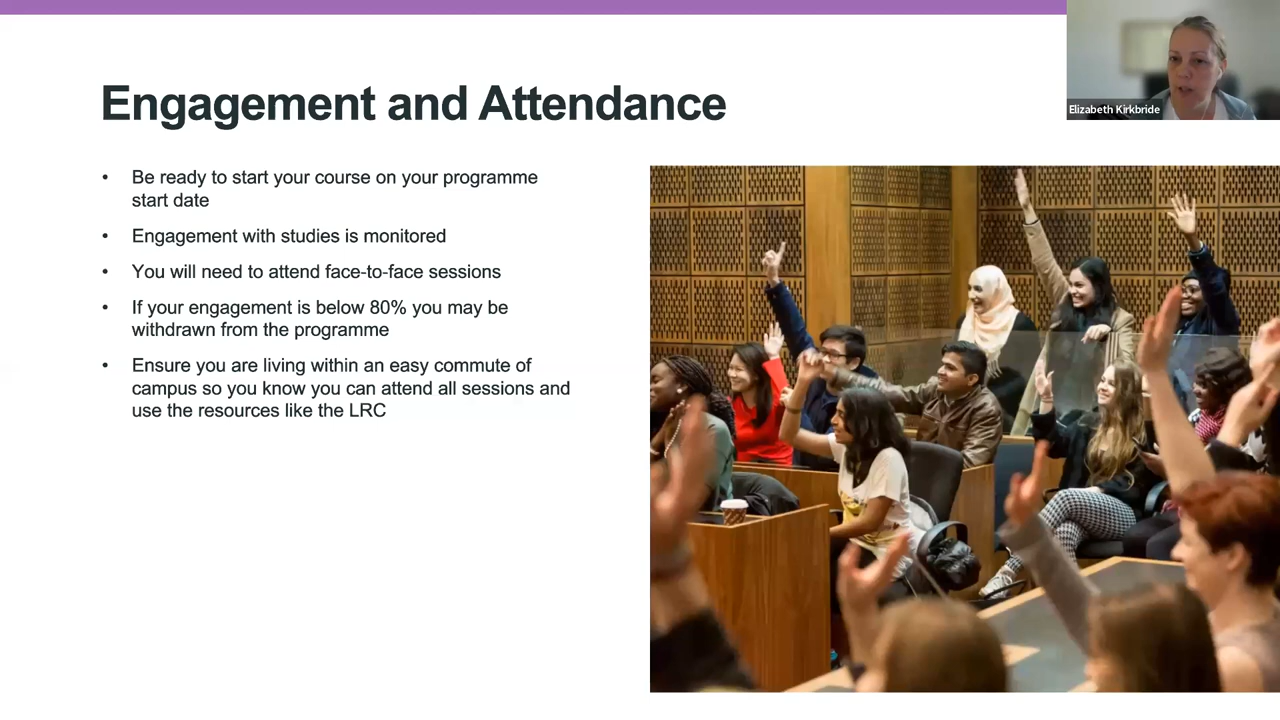 Elizabeth Kirkbride
Engagement and Attendance
• Be ready to start your course on your programme
start date
• Engagement with studies is monitored
• You will need to attend face-to-face sessions
• If your engagement is below 80% you may be
withdrawn from the programme
• Ensure you are living within an easy commute of
campus so you know you can attend all sessions and
use the resources like the LRC